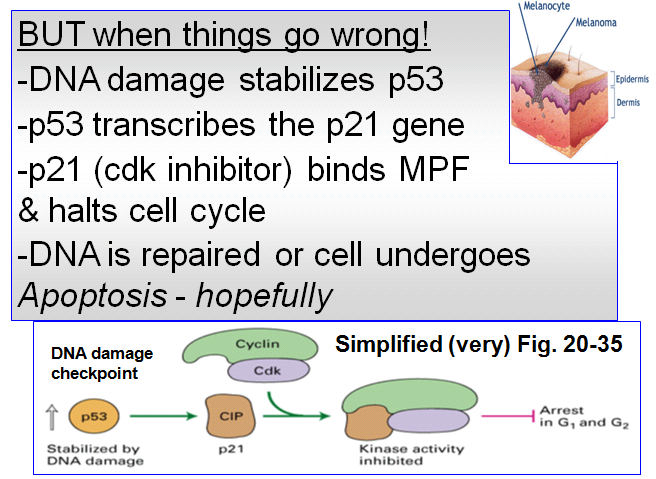 BUT when things go wrong!
-DNA damage stabilizes p53
-p53 transcribes the p21 gene
-p21 (cdk inhibitor) binds MPF
& halts cell cycle
-DNA is repaired or cell undergoes
Apoptosis - hopefully
Melanocyte
Melanoma
Epidermis
Dermis
Simplified (very) Fig. 20-35
DNA damage
checkpoint
Cyclin
Cdk
p53
CIP
p21
Stabilized by
DNA damage
Kinase activity
inhibited
Arrest
in G₁ and G₂